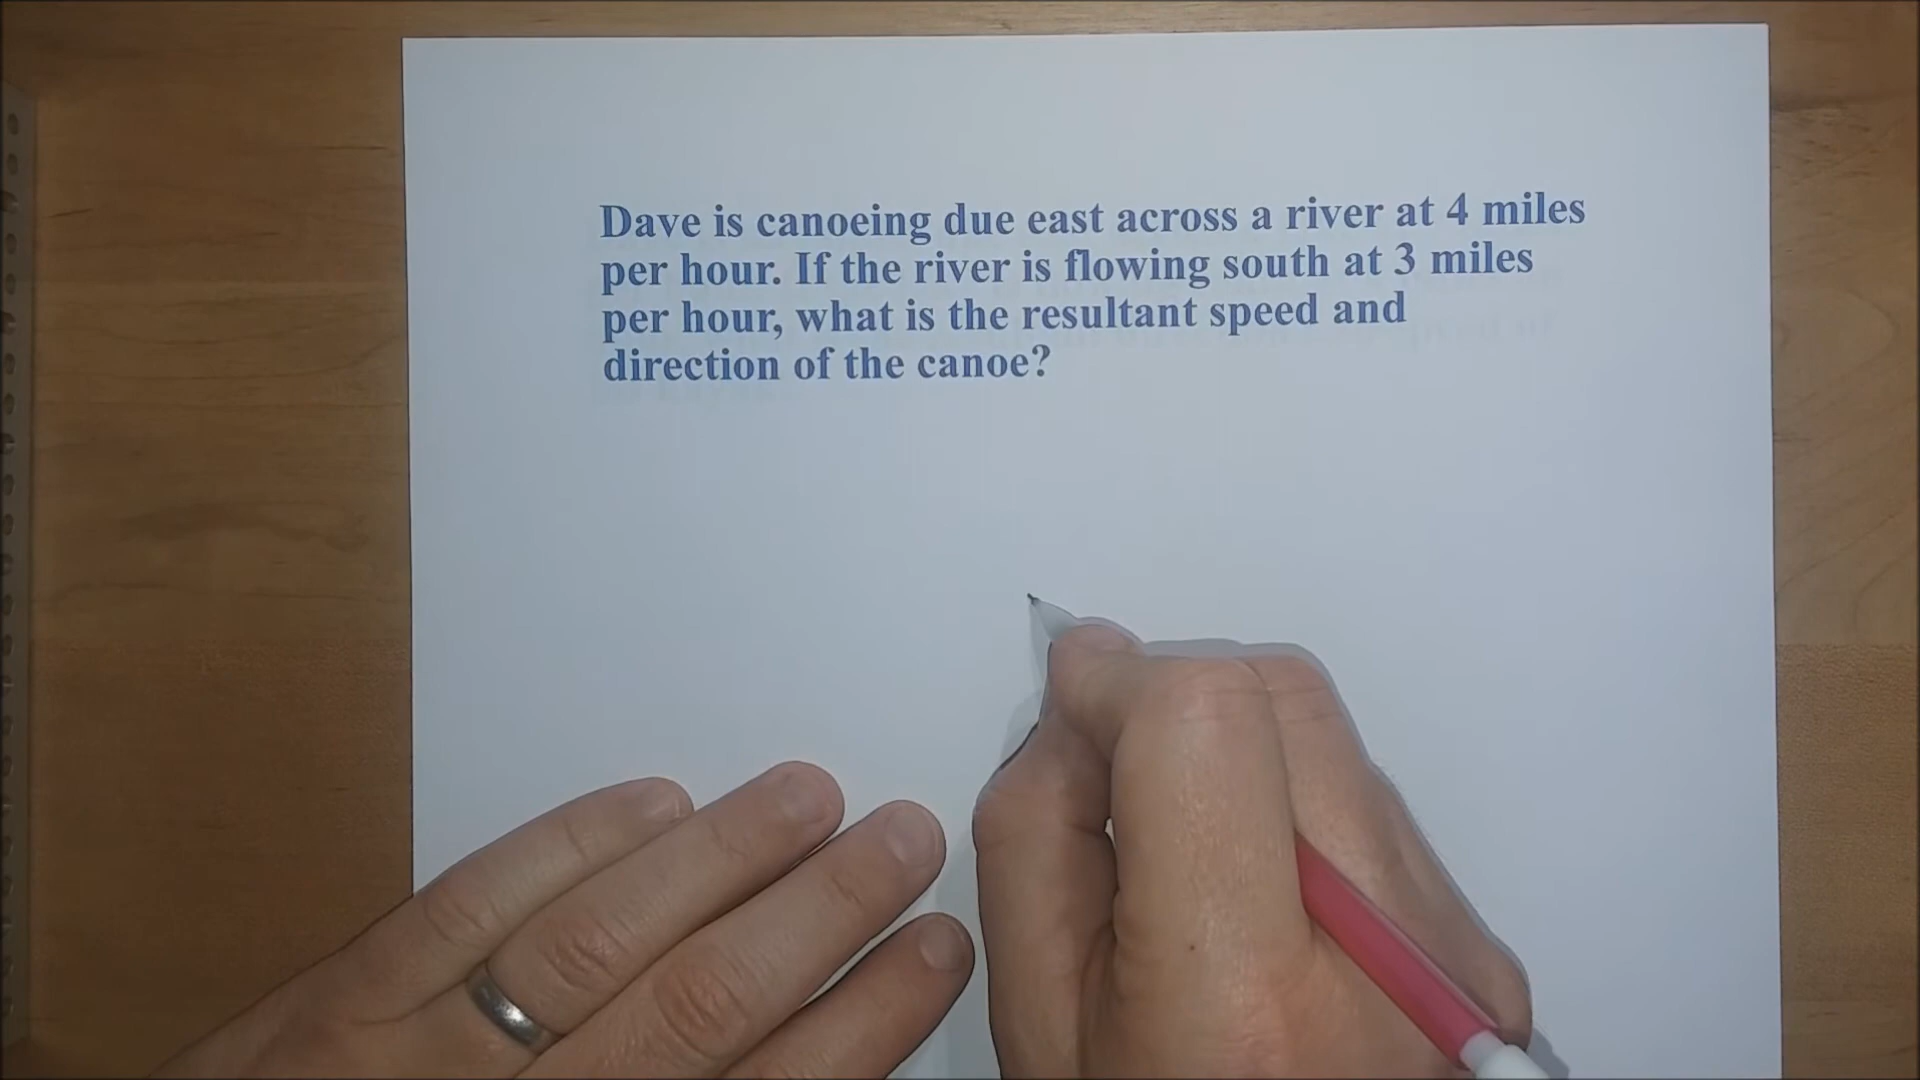 Dave is canoeing due east across a river at 4 miles
per hour. If the river is flowing south at 3 miles
per hour, what is the resultant speed and
direction of the canoe?